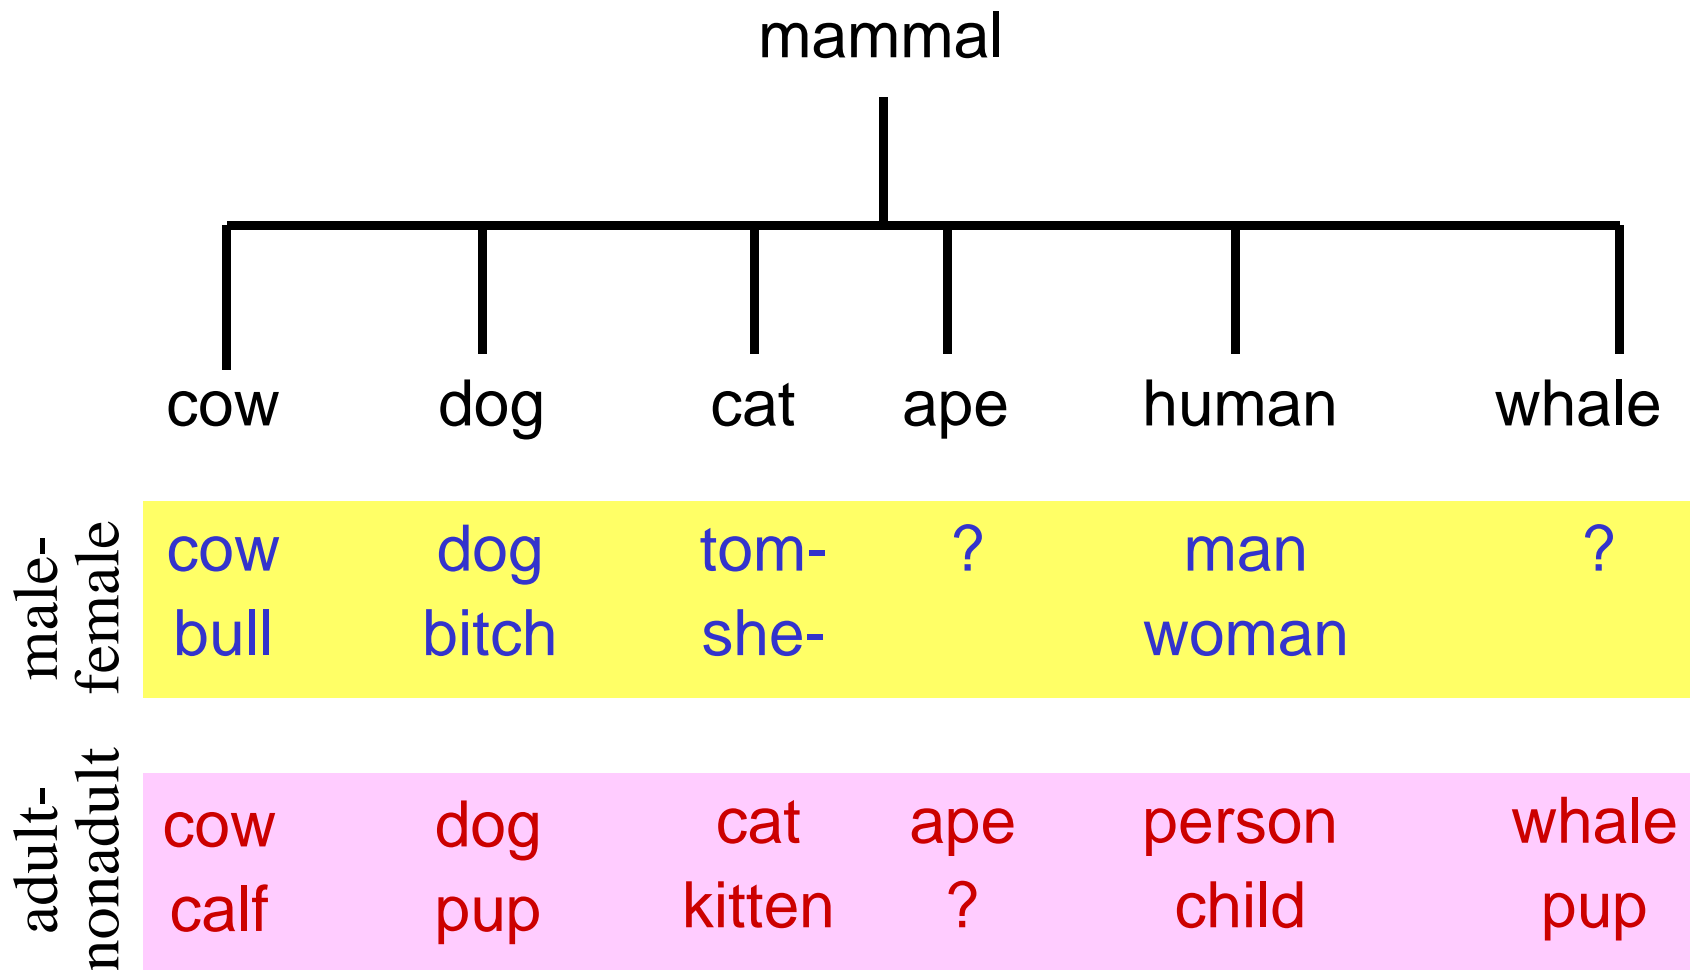 mammal
cow dog cat ape human whale
male-
female
cow dog tom- ? man ?
bull bitch she- woman
adult-
nonadult
cow dog cat ape person whale
calf pup kitten ? child pup